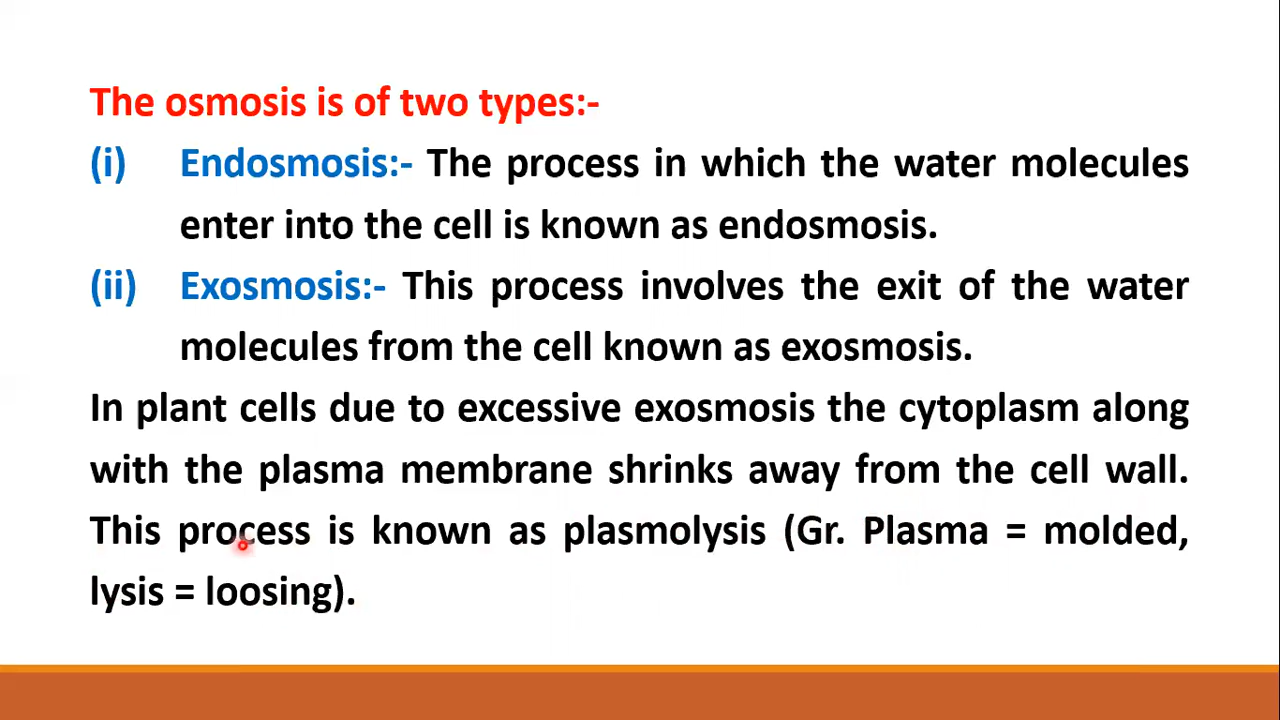 The osmosis is of two types:-
(i) Endosmosis:- The process in which the water molecules
enter into the cell is known as endosmosis.
(ii) Exosmosis:- This process involves the exit of the water
molecules from the cell known as exosmosis.
In plant cells due to excessive exosmosis the cytoplasm along
with the plasma membrane shrinks away from the cell wall.
This process is known as plasmolysis (Gr. Plasma = molded,
lysis = loosing).